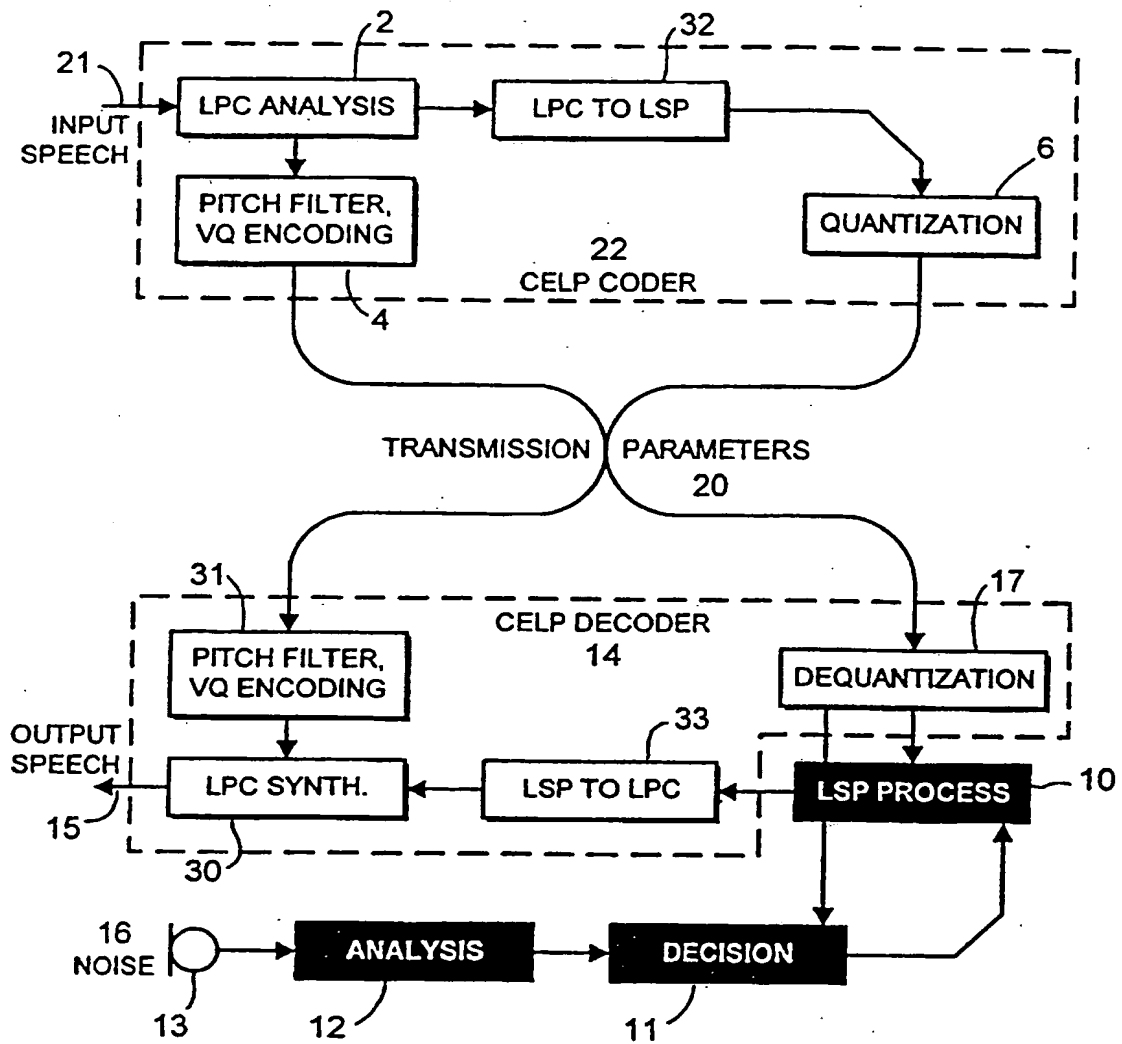 2
32
21
LPC ANALYSIS
LPC TO LSP
INPUT
SPEECH
6
PITCH FILTER,
VQ ENCODING
QUANTIZATION
22
CELP CODER
4
TRANSMISSION
PARAMETERS
20
31
17
CELP DECODER
14
PITCH FILTER,
VQ ENCODING
DEQUANTIZATION
OUTPUT
SPEECH
33
LPC SYNTH.
LSP TO LPC
LSP PROCESS
10
15
30
16
NOISE
ANALYSIS
DECISION
13
12
11